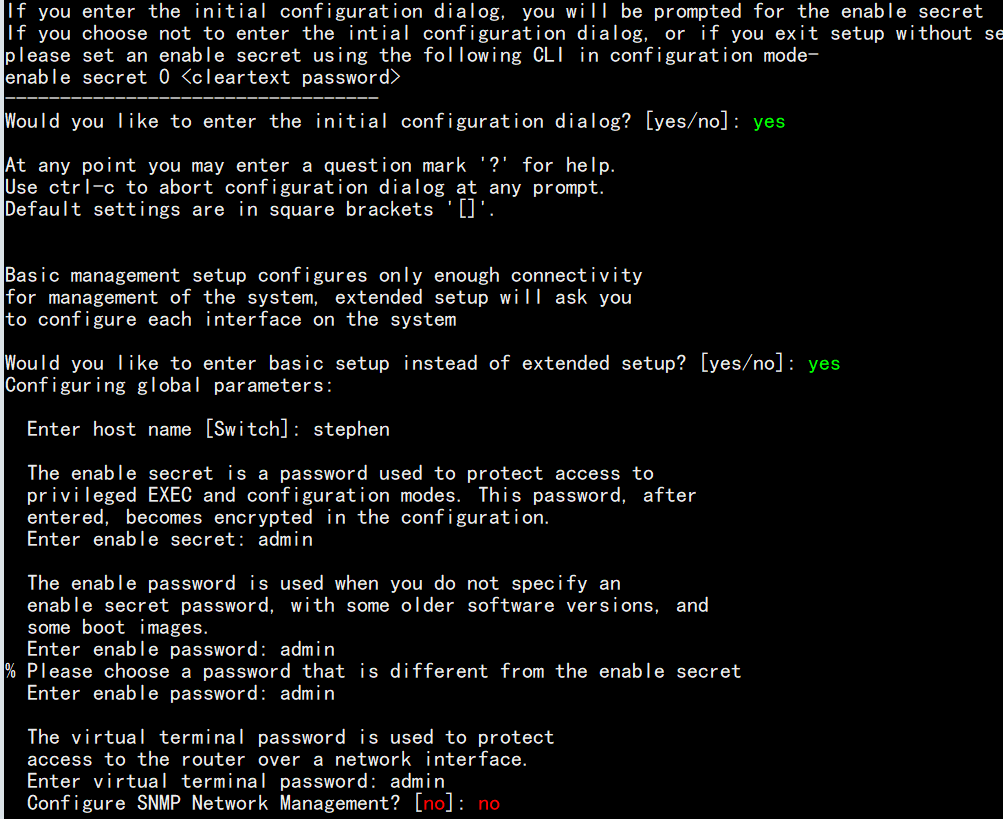 If you enter the initial configuration dialog, you will be prompted for the enable secret
If you choose not to enter the intial configuration dialog, or if you exit setup without se
please set an enable secret using the following CLI in configuration mode-
enable secret 0 <cleartext password>
----------------------------------
Would you like to enter the initial configuration dialog? [yes/no]: yes
At any point you may enter a question mark '?' for help.
Use ctrl-c to abort configuration dialog at any prompt.
Default settings are in square brackets '[]'.
Basic management setup configures only enough connectivity
for management of the system, extended setup will ask you
to configure each interface on the system
Would you like to enter basic setup instead of extended setup? [yes/no]: yes
Configuring global parameters:
Enter host name [Switch]: stephen
The enable secret is a password used to protect access to
privileged EXEC and configuration modes. This password, after
entered, becomes encrypted in the configuration.
Enter enable secret: admin
The enable password is used when you do not specify an
enable secret password, with some older software versions, and
some boot images.
Enter enable password: admin
% Please choose a password that is different from the enable secret
Enter enable password: admin
The virtual terminal password is used to protect
access to the router over a network interface.
Enter virtual terminal password: admin
Configure SNMP Network Management? [no]: no